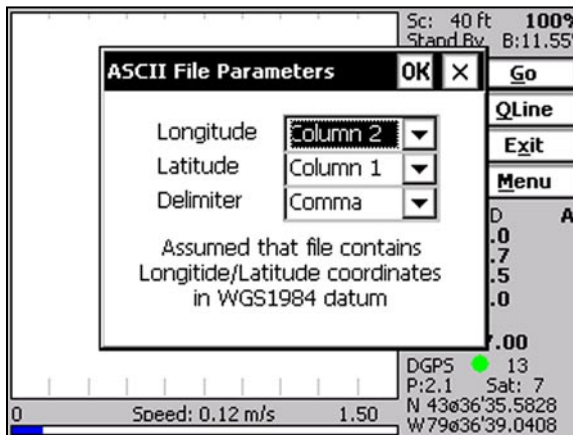 Sc: 40 ft 100%
Stand By B:11.55
ASCII File Parameters OK ×
Go
QLine
Exit
Menu
Longitude Column 2
Latitude Column 1
Delimiter Comma
Assumed that file contains
Longitide/Latitude coordinates
in WGS1984 datum
D A
.0
.7
.5
.0
.00
DGPS 13
P:2.1 Sat: 7
N 43ø36'35.5828
W79ø36'39.0408
0 Speed: 0.12 m/s 1.50